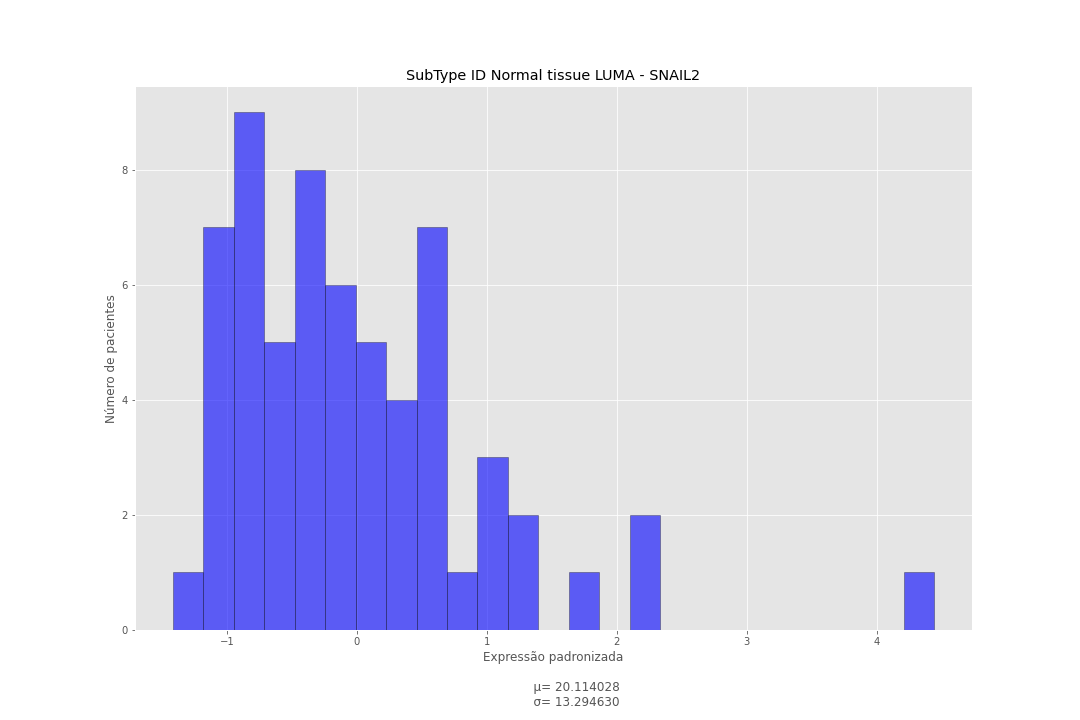 SubType ID Normal tissue LUMA - SNAIL2
Número de pacientes
8
6
4
2
0
−1 0 1 2 3 4
Expressão padronizada
μ= 20.114028
σ= 13.294630